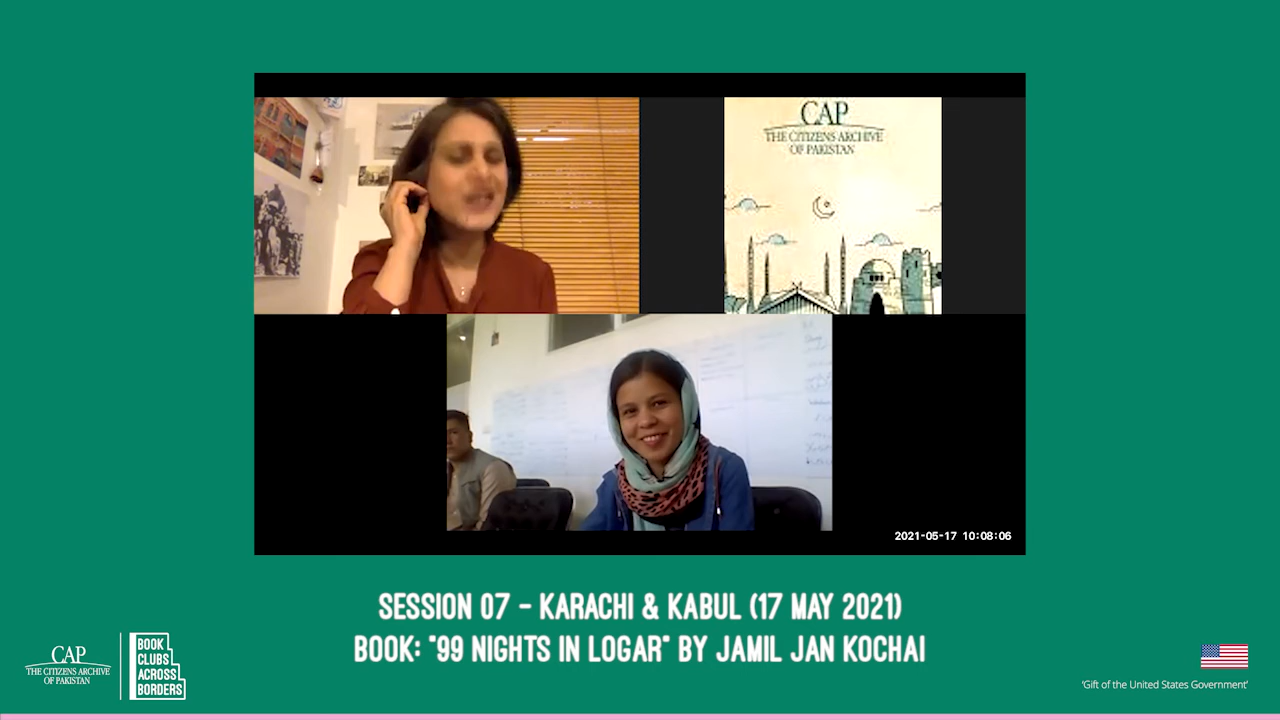 CAP
THE CITIZENS ARCHIVE
OF PAKISTAN
2021-05-17 10:08:06
SESSION 07 - KARACHI & KABUL (17 MAY 2021)
BOOK: "99 NIGHTS IN LOGAR" BY JAMIL JAN KOCHAI
CAP
THE CITIZENS ARCHIVE
OF PAKISTAN
BOOK
CLUBS
ACROSS
BORDERS
'Gift of the United States Government'